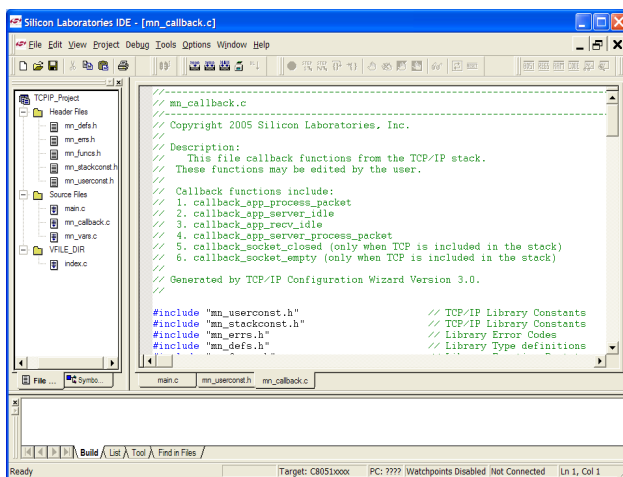 Silicon Laboratories IDE - [mn_callback.c]
File Edit View Project Debug Tools Options Window Help
TCPIP_Project
Header Files
mn_defs.h
mn_errs.h
mn_funcs.h
mn_stackconst.h
mn_userconst.h
Source Files
main.c
mn_callback.c
mn_vars.c
VFILE_DIR
index.c
File ...
Symbo...
//-----------------------------------------------------------------------------
// mn_callback.c
//-----------------------------------------------------------------------------
// Copyright 2005 Silicon Laboratories, Inc.
//
// Description:
//    This file callback functions from the TCP/IP stack.
//  These functions may be edited by the user.
//
//  Callback functions include:
//  1. callback_app_process_packet
//  2. callback_app_server_idle
//  3. callback_app_recv_idle
//  4. callback_app_server_process_packet
//  5. callback_socket_closed (only when TCP is included in the stack)
//  6. callback_socket_empty (only when TCP is included in the stack)
//
// Generated by TCP/IP Configuration Wizard Version 3.0.
//
#include "mn_userconst.h" // TCP/IP Library Constants
#include "mn_stackconst.h" // TCP/IP Library Constants
#include "mn_errs.h" // Library Error Codes
#include "mn_defs.h" // Library Type definitions
main.c mn_userconst.h mn_callback.c
Build List Tool Find in Files
Ready Target: C8051xxxx PC: ???? Watchpoints Disabled Not Connected Ln 1, Col 1